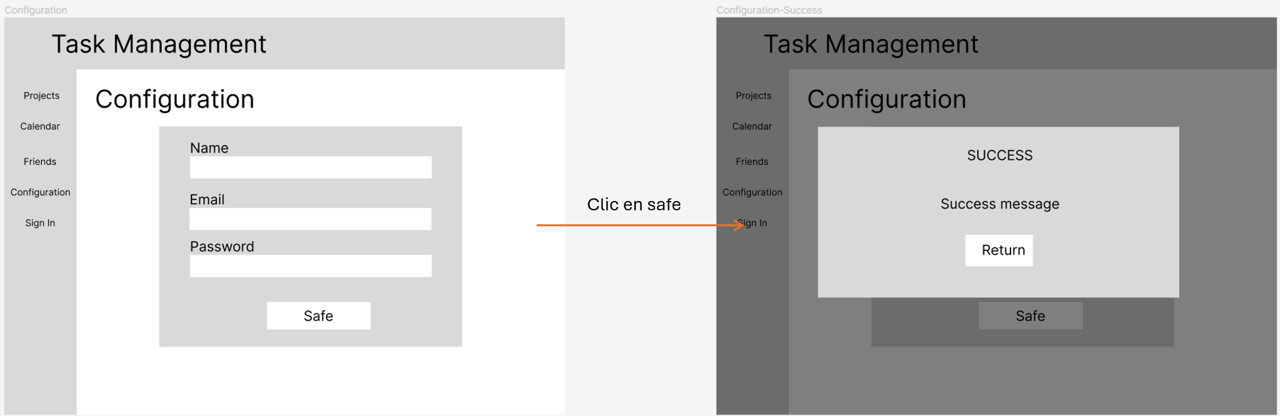 Configuration
Task Management
Projects
Calendar
Friends
Configuration
Sign In
Configuration
Name
Email
Password
Safe
Clic en safe
Configuration-Success
Task Management
Projects
Calendar
Friends
Configuration
Sign In
Configuration
SUCCESS
Success message
Return
Safe